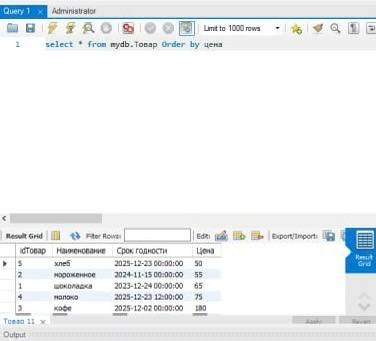 Query 1 × Administrator
Limit to 1000 rows
1 select * from mydb.Товар Order by цена
Result Grid Filter Rows: Edit: Export/Import:
Result Grid
idТовар Наименование Срок годности Цена
5 хлеб 2025-12-23 00:00:00 50
2 мороженное 2024-11-15 00:00:00 55
1 шоколадка 2023-12-24 00:00:00 65
4 молоко 2025-12-23 12:00:00 75
3 кофе 2025-12-02 00:00:00 180
Товар 11 × Apply Revert
Output